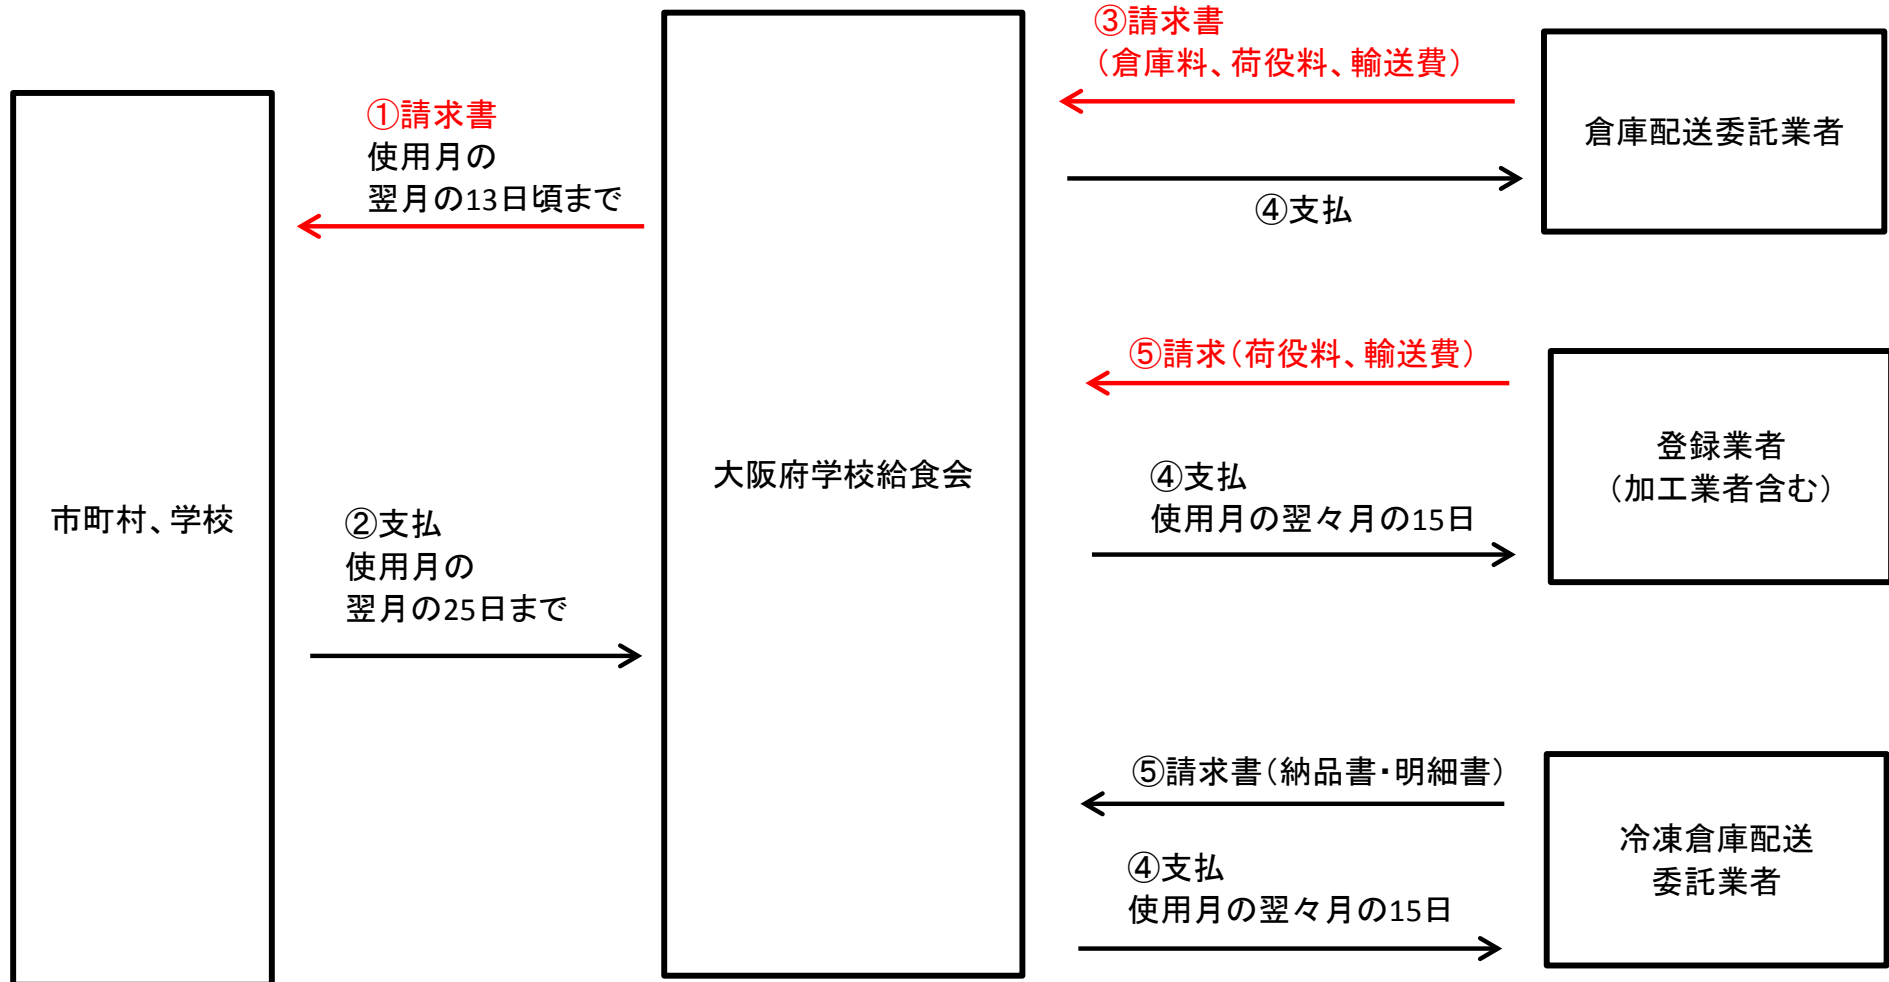 ③請求書
（倉庫料、荷役料、輸送費）
倉庫配送委託業者
④支払
①請求書
使用月の
翌月の13日頃まで
⑤請求（荷役料、輸送費）
登録業者
（加工業者含む）
④支払
使用月の翌々月の15日
大阪府学校給食会
市町村、学校
②支払
使用月の
翌月の25日まで
⑤請求書（納品書・明細書）
冷凍倉庫配送
委託業者
④支払
使用月の翌々月の15日